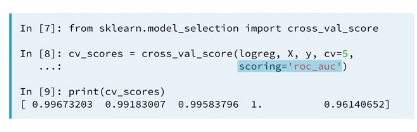 In [7]: from sklearn.model_selection import cross_val_score
In [8]: cv_scores = cross_val_score(logreg, X, y, cv=5,
...: scoring='roc_auc')
In [9]: print(cv_scores)
[ 0.99673203 0.99183007 0.99583796 1. 0.96140652]